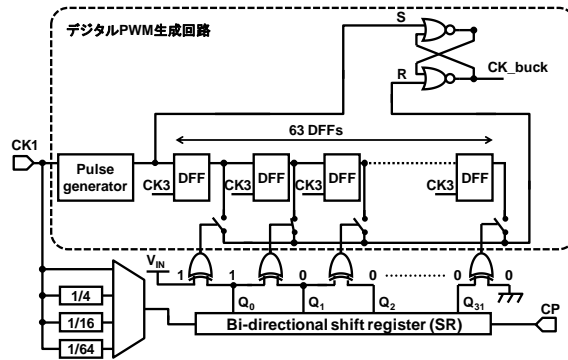 デジタルPWM生成回路
S
CK_buck
R
63 DFFs
CK1
Pulse generator
DFF
DFF
DFF
DFF
CK3
CK3
CK3
CK3
VIN
1
1
0
0
0
0
0
1/4
1/16
1/64
Q0
Q1
Q2
Q31
CP
Bi-directional shift register (SR)